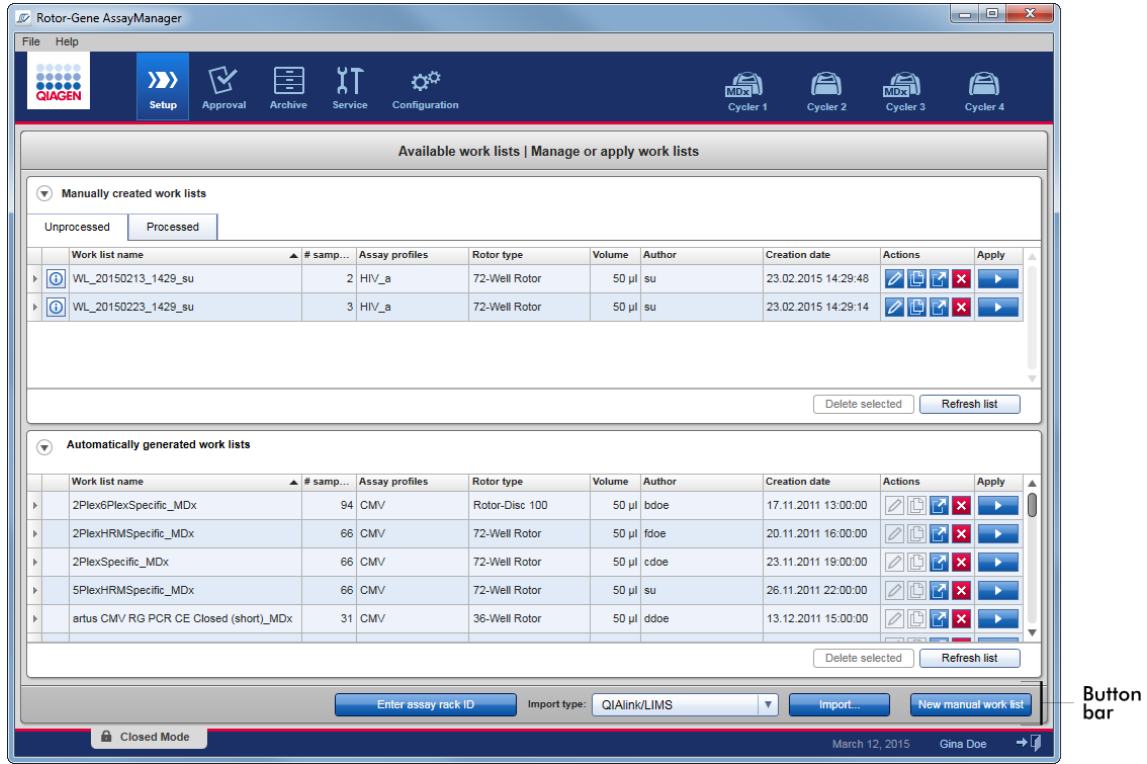 Rotor-Gene AssayManager
File Help
QIAGEN
Setup Approval Archive Service Configuration MDx Cycler 1 Cycler 2 MDx Cycler 3 Cycler 4
Available work lists | Manage or apply work lists
Manually created work lists
Unprocessed Processed
Work list name # samp... Assay profiles Rotor type Volume Author Creation date Actions Apply
WL_20150213_1429_su 2 HIV_a 72-Well Rotor 50 µl su 23.02.2015 14:29:48
WL_20150223_1429_su 3 HIV_a 72-Well Rotor 50 µl su 23.02.2015 14:29:14
Delete selected Refresh list
Automatically generated work lists
Work list name # samp... Assay profiles Rotor type Volume Author Creation date Actions Apply
2Plex6PlexSpecific_MDx 94 CMV Rotor-Disc 100 50 µl bdoe 17.11.2011 13:00:00
2PlexHRMSpecific_MDx 66 CMV 72-Well Rotor 50 µl fdoe 20.11.2011 16:00:00
2PlexSpecific_MDx 66 CMV 72-Well Rotor 50 µl cdoe 23.11.2011 19:00:00
5PlexHRMSpecific_MDx 66 CMV 72-Well Rotor 50 µl su 26.11.2011 22:00:00
artus CMV RG PCR CE Closed (short)_MDx 31 CMV 36-Well Rotor 50 µl ddoe 13.12.2011 15:00:00
Delete selected Refresh list
Enter assay rack ID Import type: QIAlink/LIMS Import... New manual work list
Button
bar
Closed Mode March 12, 2015 Gina Doe